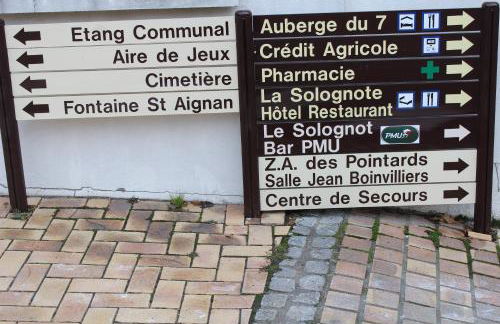 Etang Communal
Aire de Jeux
Cimetière
Fontaine St Aignan
Auberge du 7
Crédit Agricole
Pharmacie
La Solognote
Hôtel Restaurant
Le Solognot
Bar PMU
PMU
Z.A. des Pointards
Salle Jean Boinvilliers
Centre de Secours